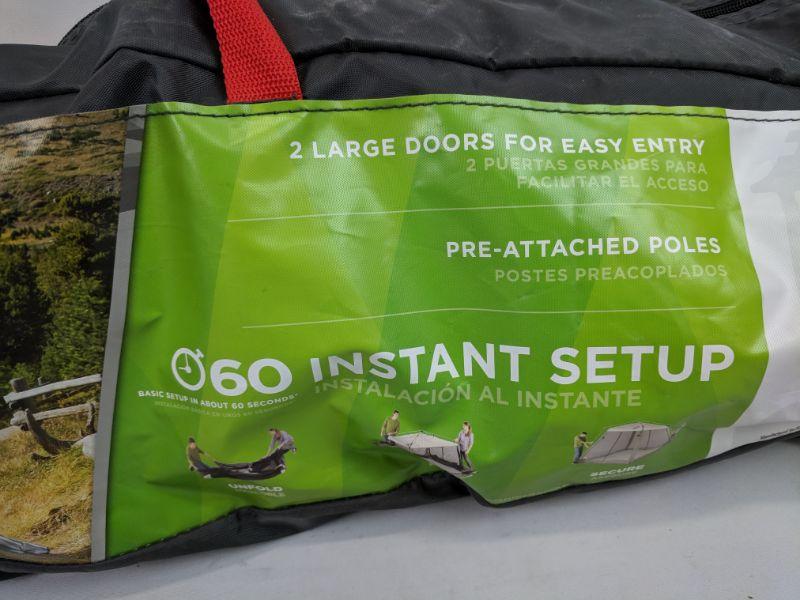 2 LARGE DOORS FOR EASY ENTRY
2 PUERTAS GRANDES PARA
FACILITAR EL ACCESO
PRE-ATTACHED POLES
POSTES PREACOPLADOS
60 INSTANT SETUP
INSTALACIÓN AL INSTANTE
BASIC SETUP IN ABOUT 60 SECONDS*
UNFOLD
SECURE